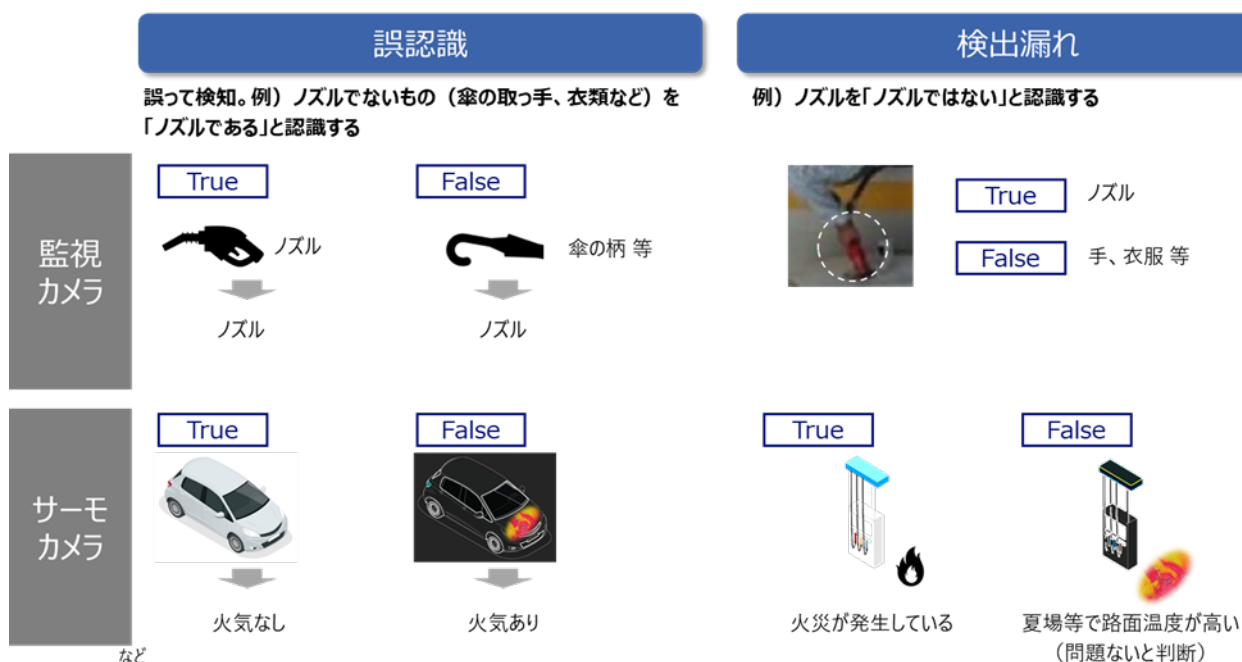 誤認識
検出漏れ
誤って検知。例）ノズルでないもの（傘の取っ手、衣類など）を
「ノズルである」と認識する
例）ノズルを「ノズルではない」と認識する
監視
カメラ
True
False
ノズル
傘の柄 等
ノズル
ノズル
True
ノズル
False
手、衣服 等
サーモ
カメラ
True
False
火気なし
火気あり
True
False
火災が発生している
夏場等で路面温度が高い
（問題ないと判断）
など